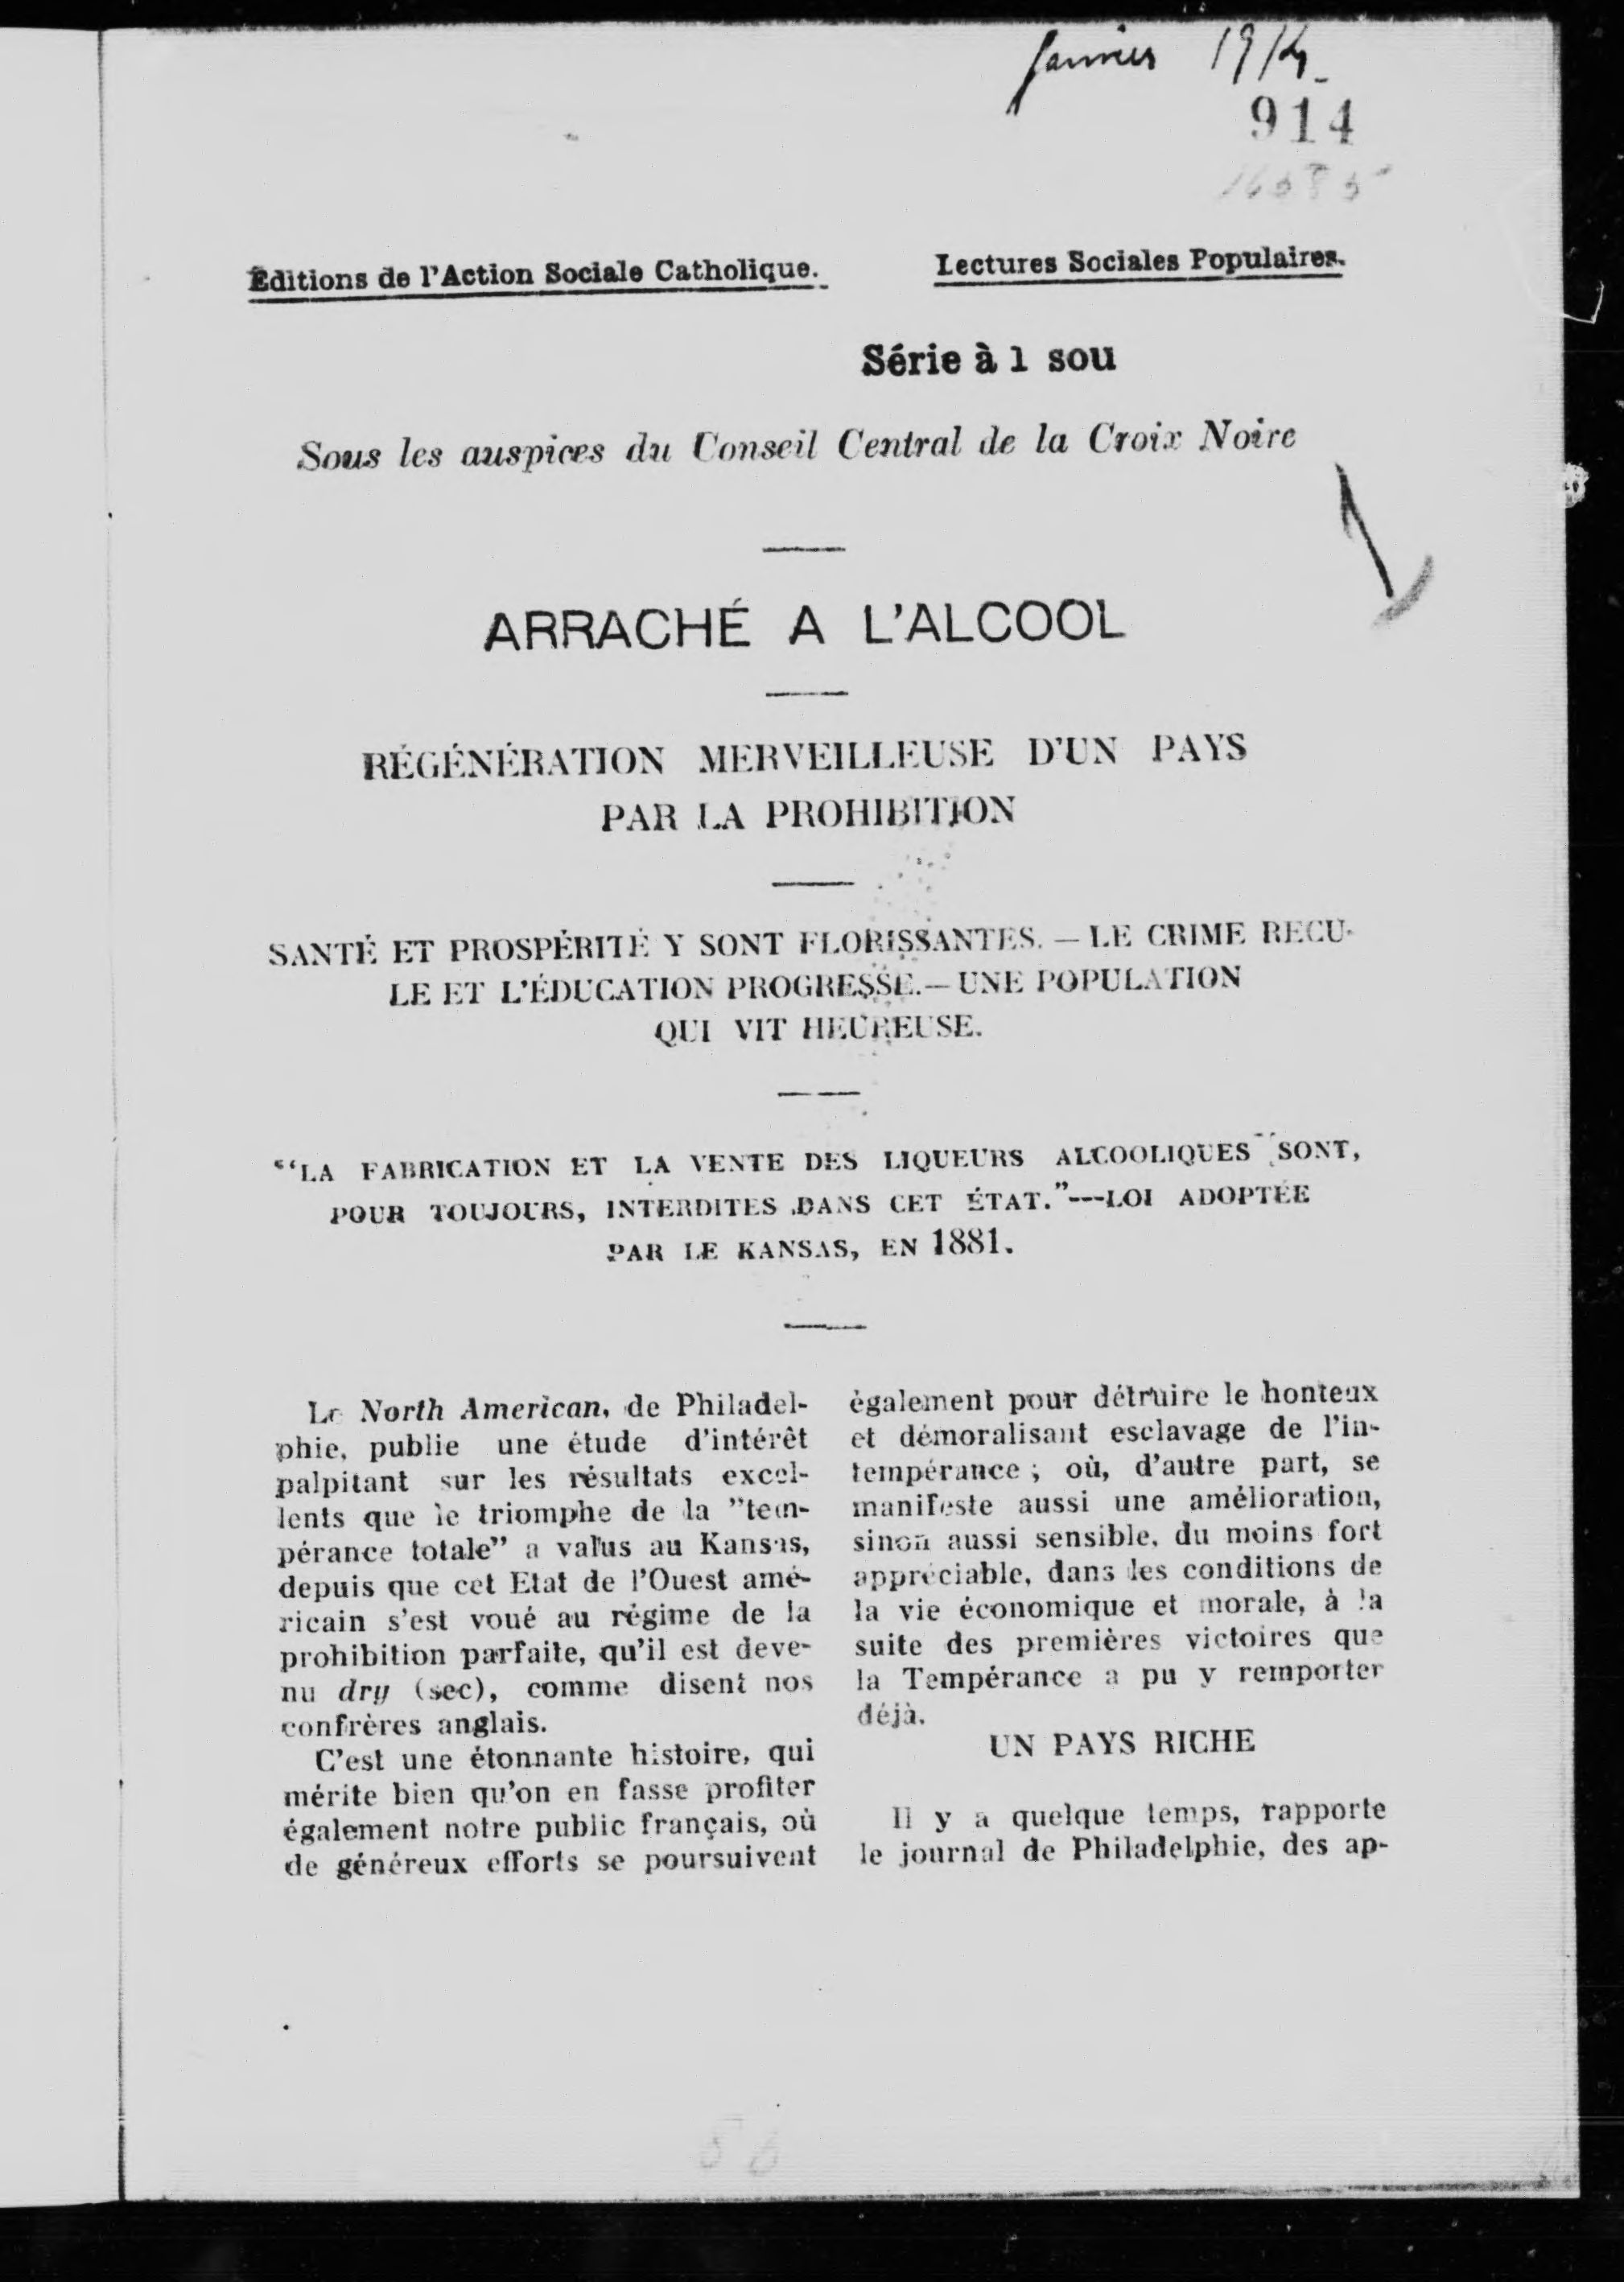 Janvier 1914.
914
Éditions de l'Action Sociale Catholique.
Lectures Sociales Populaires.
Série à 1 sou
Sous les auspices du Conseil Central de la Croix Noire
ARRACHÉ A L'ALCOOL
RÉGÉNÉRATION MERVEILLEUSE D'UN PAYS
PAR LA PROHIBITION
SANTÉ ET PROSPÉRITÉ Y SONT FLORISSANTES. — LE CRIME RECU-
LE ET L'ÉDUCATION PROGRESSE.— UNE POPULATION
QUI VIT HEUREUSE.
"LA FABRICATION ET LA VENTE DES LIQUEURS ALCOOLIQUES SONT,
POUR TOUJOURS, INTERDITES DANS CET ÉTAT."---LOI ADOPTÉE
PAR LE KANSAS, EN 1881.
Le North American, de Philadel-
phie, publie une étude d'intérêt
palpitant sur les résultats excel-
lents que le triomphe de la "tem-
pérance totale" a valus au Kansas,
depuis que cet Etat de l'Ouest amé-
ricain s'est voué au régime de la
prohibition parfaite, qu'il est deve-
nu dry (sec), comme disent nos
confrères anglais.
C'est une étonnante histoire, qui
mérite bien qu'on en fasse profiter
également notre public français, où
de généreux efforts se poursuivent
également pour détruire le honteux
et démoralisant esclavage de l'in-
tempérance ; où, d'autre part, se
manifeste aussi une amélioration,
sinon aussi sensible, du moins fort
appréciable, dans les conditions de
la vie économique et morale, à la
suite des premières victoires que
la Tempérance a pu y remporter
déjà.
UN PAYS RICHE
Il y a quelque temps, rapporte
le journal de Philadelphie, des ap-